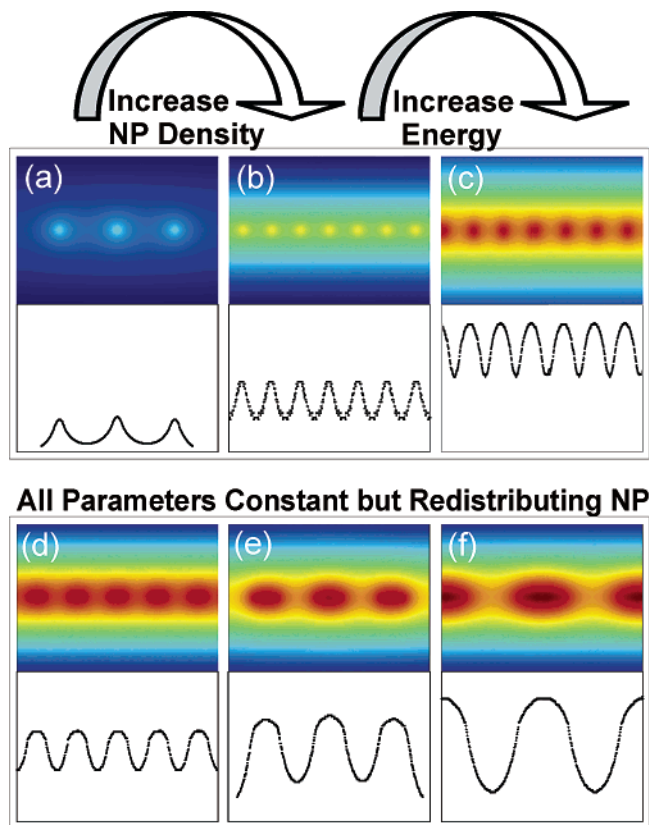 Increase
NP Density
Increase
Energy
(a)
(b)
(c)
All Parameters Constant but Redistributing NP
(d)
(e)
(f)